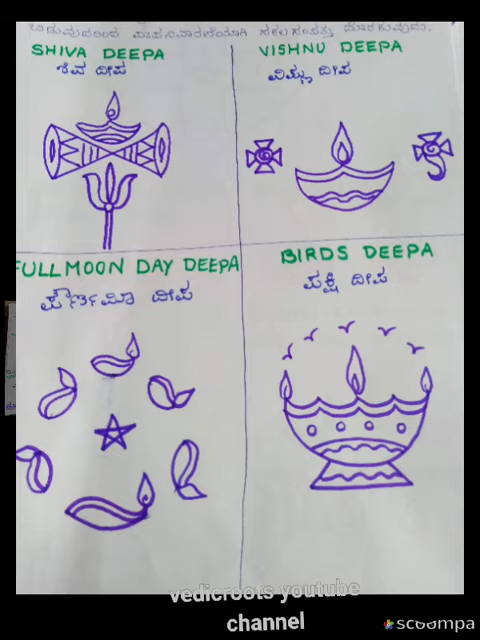 SHIVA DEEPA
ಶಿವ ದೀಪ
VISHNU DEEPA
ವಿಷ್ಣು ದೀಪ
FULLMOON DAY DEEPA
ಪೌರ್ಣಮಿ ದೀಪ
BIRDS DEEPA
ಪಕ್ಷಿ ದೀಪ
vedicroots youtube
channel
scoompa